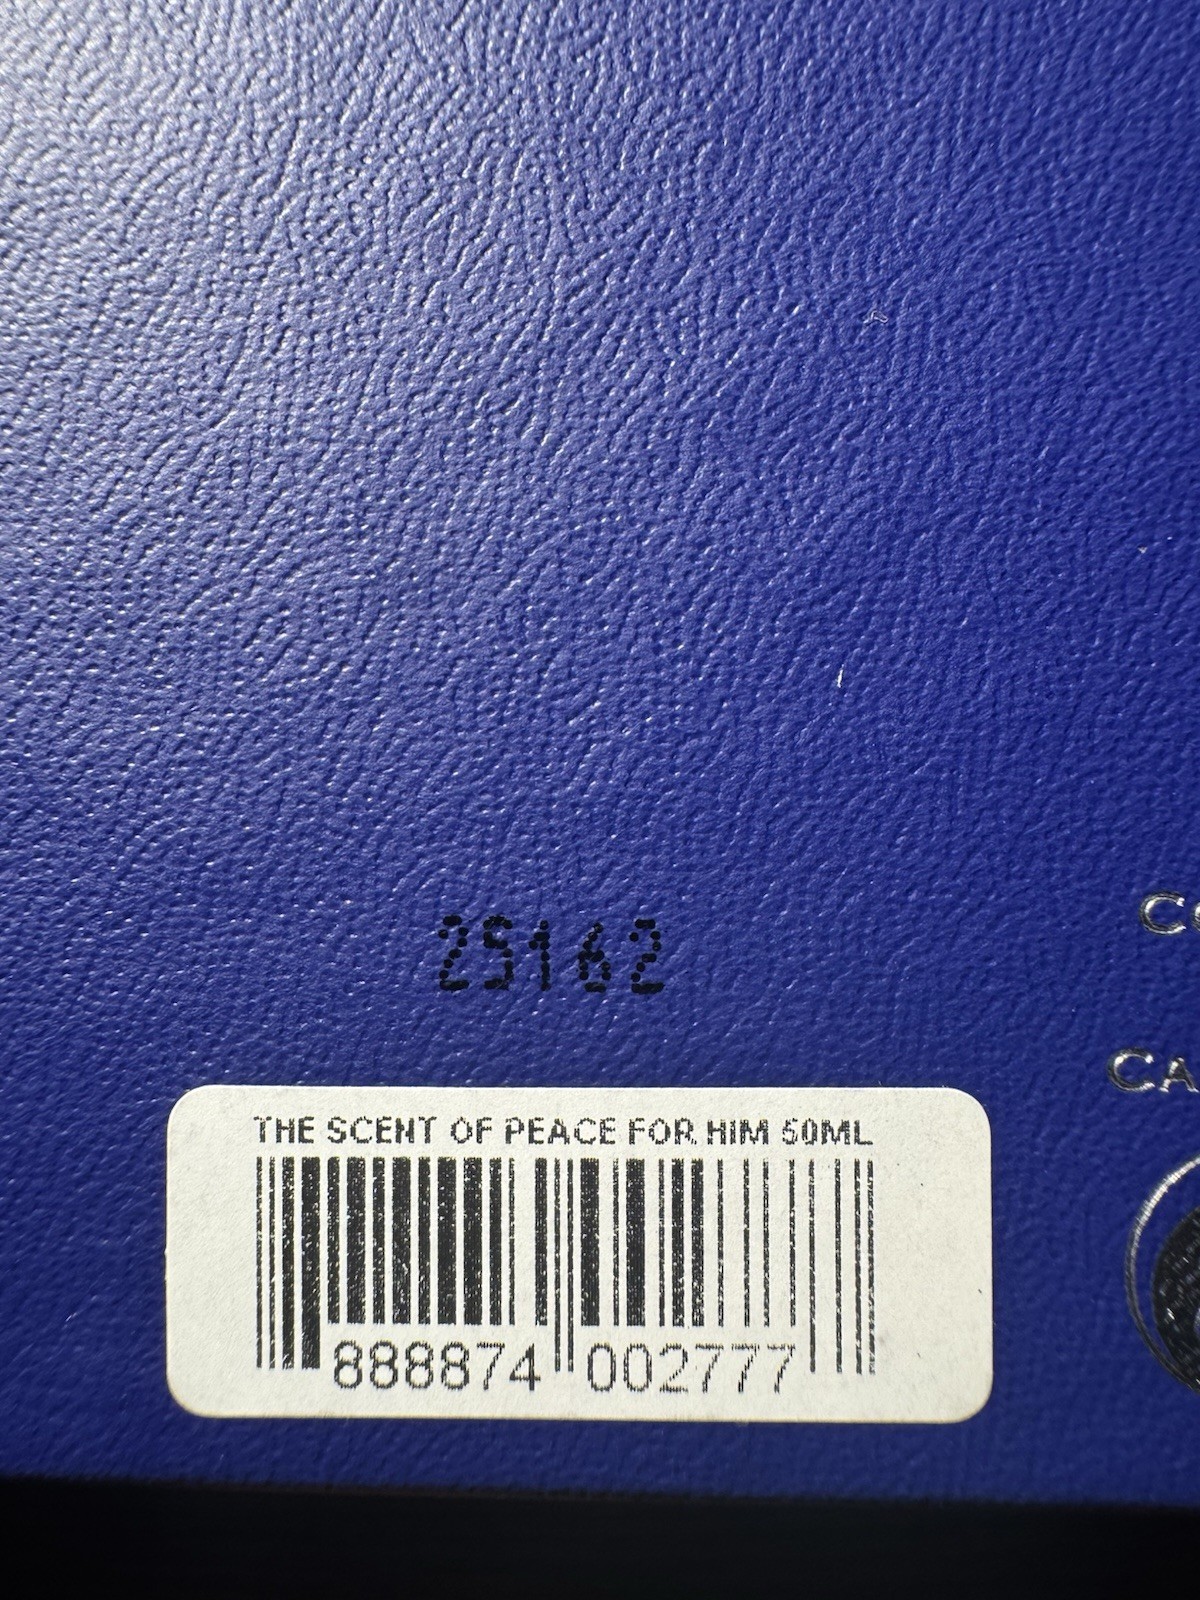 25162
THE SCENT OF PEACE FOR HIM 50ML
888874 002777